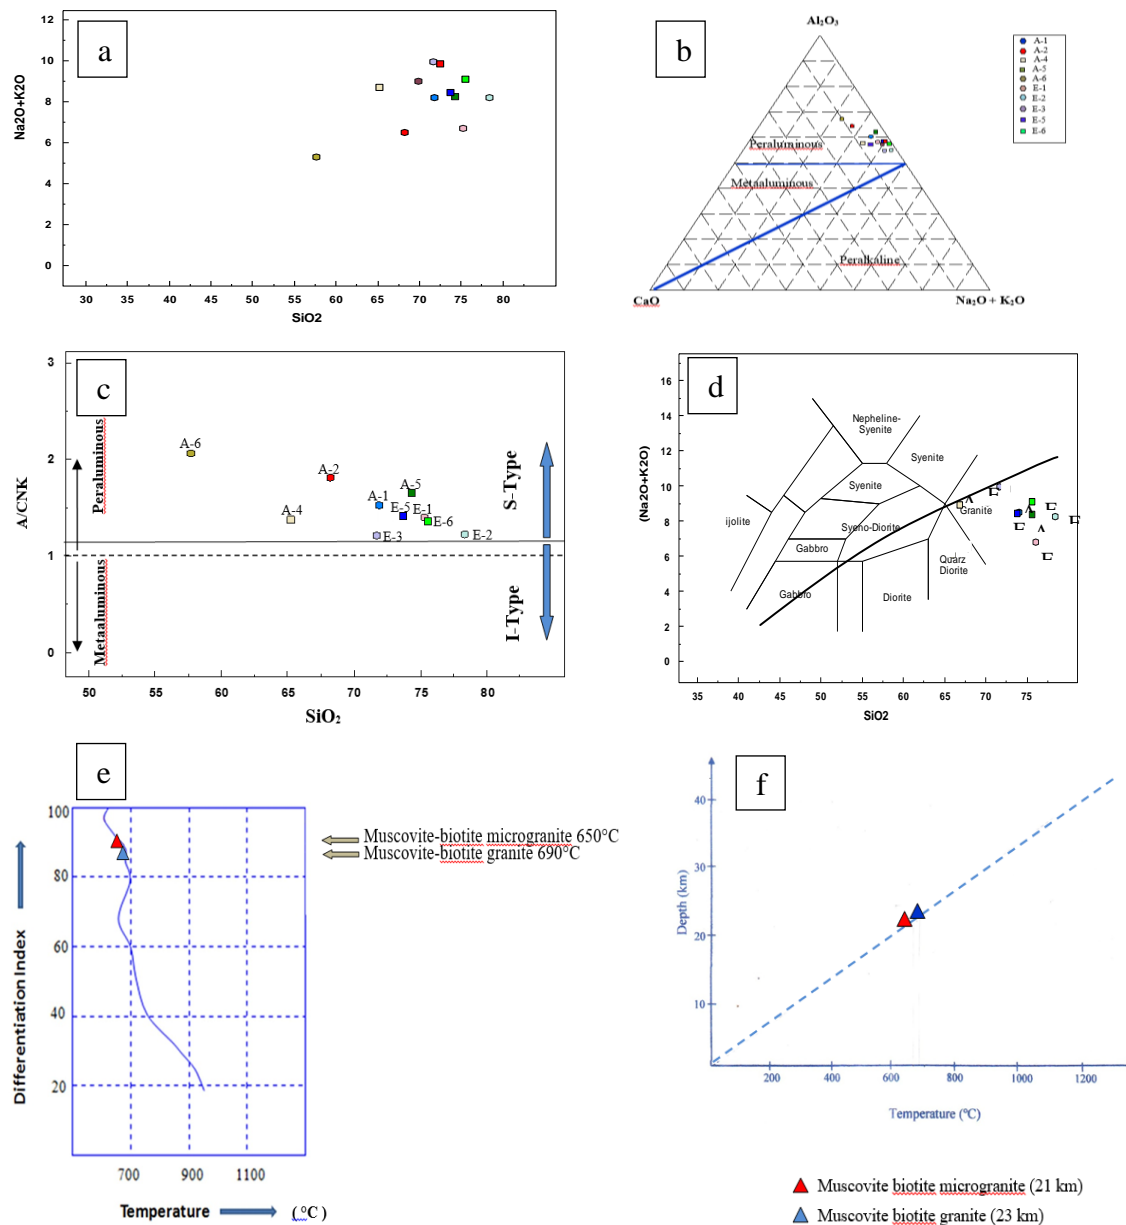 a
12
10
8
6
4
2
0
Na2O+K2O
30 35 40 45 50 55 60 65 70 75 80
SiO2
b
Al₂O₃
Peraluminous
Metaaluminous
Peralkaline
CaO
Na₂O + K₂O
A-1
A-2
A-4
A-5
A-6
E-1
E-2
E-3
E-5
E-6
c
3
2
1
0
A/CNK
Peraluminous
Metaaluminous
A-6
A-2
A-4
A-5
A-1
E-5
E-1
E-6
E-3
E-2
S-Type
I-Type
50 55 60 65 70 75 80
SiO₂
d
16
14
12
10
8
6
4
2
0
(Na2O+K2O)
Nepheline-
Syenite
Syenite
Syenite
ijolite
Syeno-Diorite
Granite
Gabbro
Quarz
Diorite
Gabbro
Diorite
35 40 45 50 55 60 65 70 75
SiO2
e
100
80
60
40
20
Differentiation Index
700 900 1100
Temperature (°C )
Muscovite-biotite microgranite 650°C
Muscovite-biotite granite 690°C
f
40
30
20
10
Depth (km)
200 400 600 800 1000 1200
Temperature (°C)
Muscovite biotite microgranite (21 km)
Muscovite biotite granite (23 km)